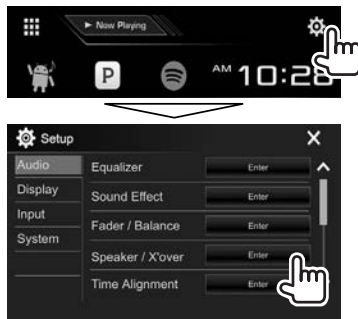 Now Playing
P
AM 10:28
Setup
X
Audio
Equalizer
Enter
Display
Sound Effect
Enter
Input
Fader / Balance
Enter
System
Speaker / X'over
Enter
Time Alignment
Enter